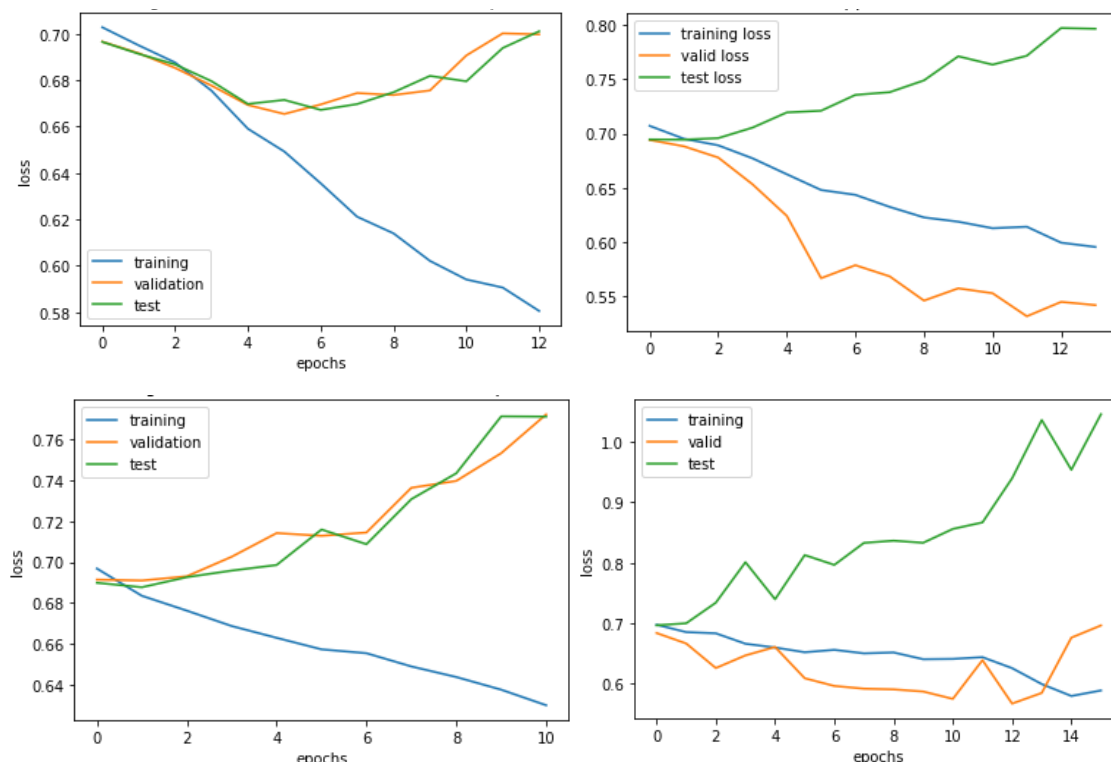 0.70
0.68
0.66
0.64
0.62
0.60
0.58
loss
training
validation
test
0 2 4 6 8 10 12
epochs
0.80
0.75
0.70
0.65
0.60
0.55
training loss
valid loss
test loss
0 2 4 6 8 10 12
0.76
0.74
0.72
0.70
0.68
0.66
0.64
loss
training
validation
test
0 2 4 6 8 10
epochs
1.0
0.9
0.8
0.7
0.6
loss
training
valid
test
0 2 4 6 8 10 12 14
epochs